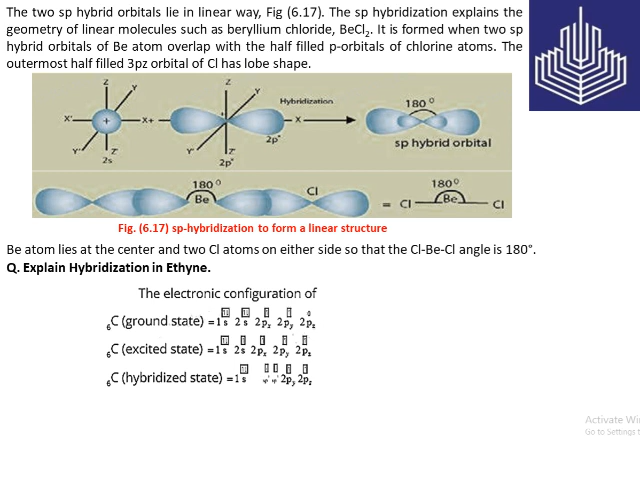 The two sp hybrid orbitals lie in linear way, Fig (6.17). The sp hybridization explains the
geometry of linear molecules such as beryllium chloride, BeCl₂. It is formed when two sp
hybrid orbitals of Be atom overlap with the half filled p-orbitals of chlorine atoms. The
outermost half filled 3pz orbital of Cl has lobe shape.
Z Y X' + X+ Y' Z' 2s
Z Y Y' Z' 2p° 2p°
Hybridization
X
180° sp hybrid orbital
180° Be Cl
= Cl 180° Be Cl
Fig. (6.17) sp-hybridization to form a linear structure
Be atom lies at the center and two Cl atoms on either side so that the Cl-Be-Cl angle is 180°.
Q. Explain Hybridization in Ethyne.
The electronic configuration of
₆C (ground state) =1s 2s 2pₓ 2pᵧ 2p𝓏
₆C (excited state) =1s 2s 2pₓ 2pᵧ 2p𝓏
₆C (hybridized state) =1s 2pᵧ 2p𝓏
Activate Wi
Go to Settings t